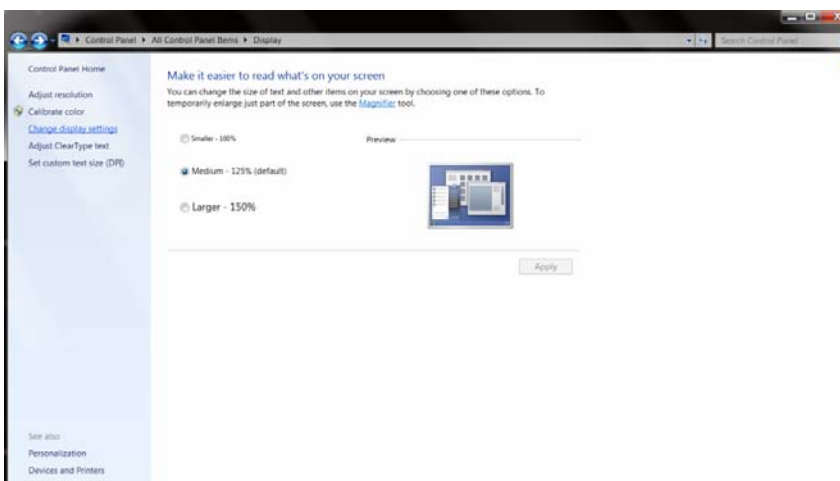 Control Panel ▸ All Control Panel Items ▸ Display
Search Control Panel
Control Panel Home
Adjust resolution
Calibrate color
Change display settings
Adjust ClearType text
Set custom text size (DPI)
See also
Personalization
Devices and Printers
Make it easier to read what's on your screen
You can change the size of text and other items on your screen by choosing one of these options. To
temporarily enlarge just part of the screen, use the Magnifier tool.
Smaller - 100%
Preview
Medium - 125% (default)
Larger - 150%
Apply